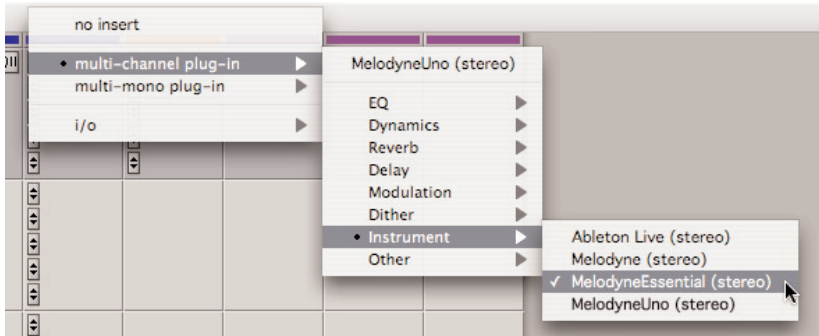 no insert
multi-channel plug-in
multi-mono plug-in
i/o
MelodyneUno (stereo)
EQ
Dynamics
Reverb
Delay
Modulation
Dither
Instrument
Other
Ableton Live (stereo)
Melodyne (stereo)
MelodyneEssential (stereo)
MelodyneUno (stereo)